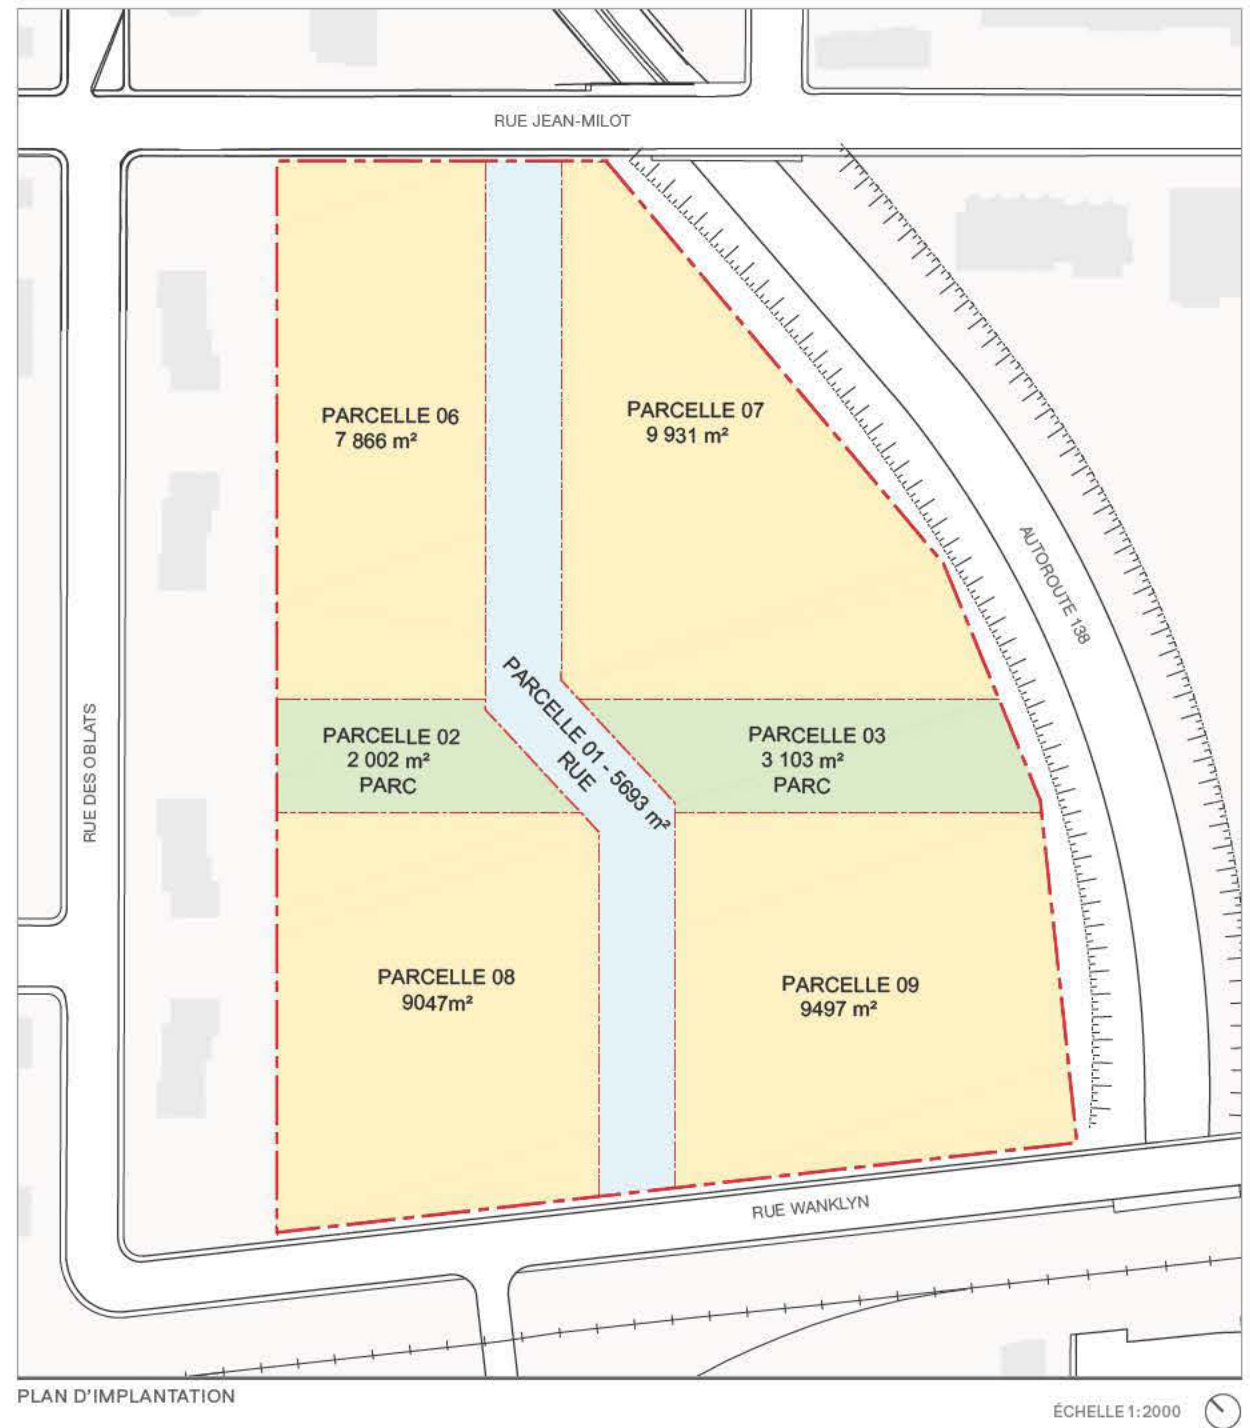 RUE JEAN-MILOT
PARCELLE 06
7 866 m²
PARCELLE 07
9 931 m²
AUTOROUTE 138
RUE DES OBLATS
PARCELLE 02
2 002 m²
PARC
PARCELLE 01 - 5693 m²
RUE
PARCELLE 03
3 103 m²
PARC
PARCELLE 08
9047m²
PARCELLE 09
9497 m²
RUE WANKLYN
PLAN D'IMPLANTATION
ÉCHELLE 1:2000